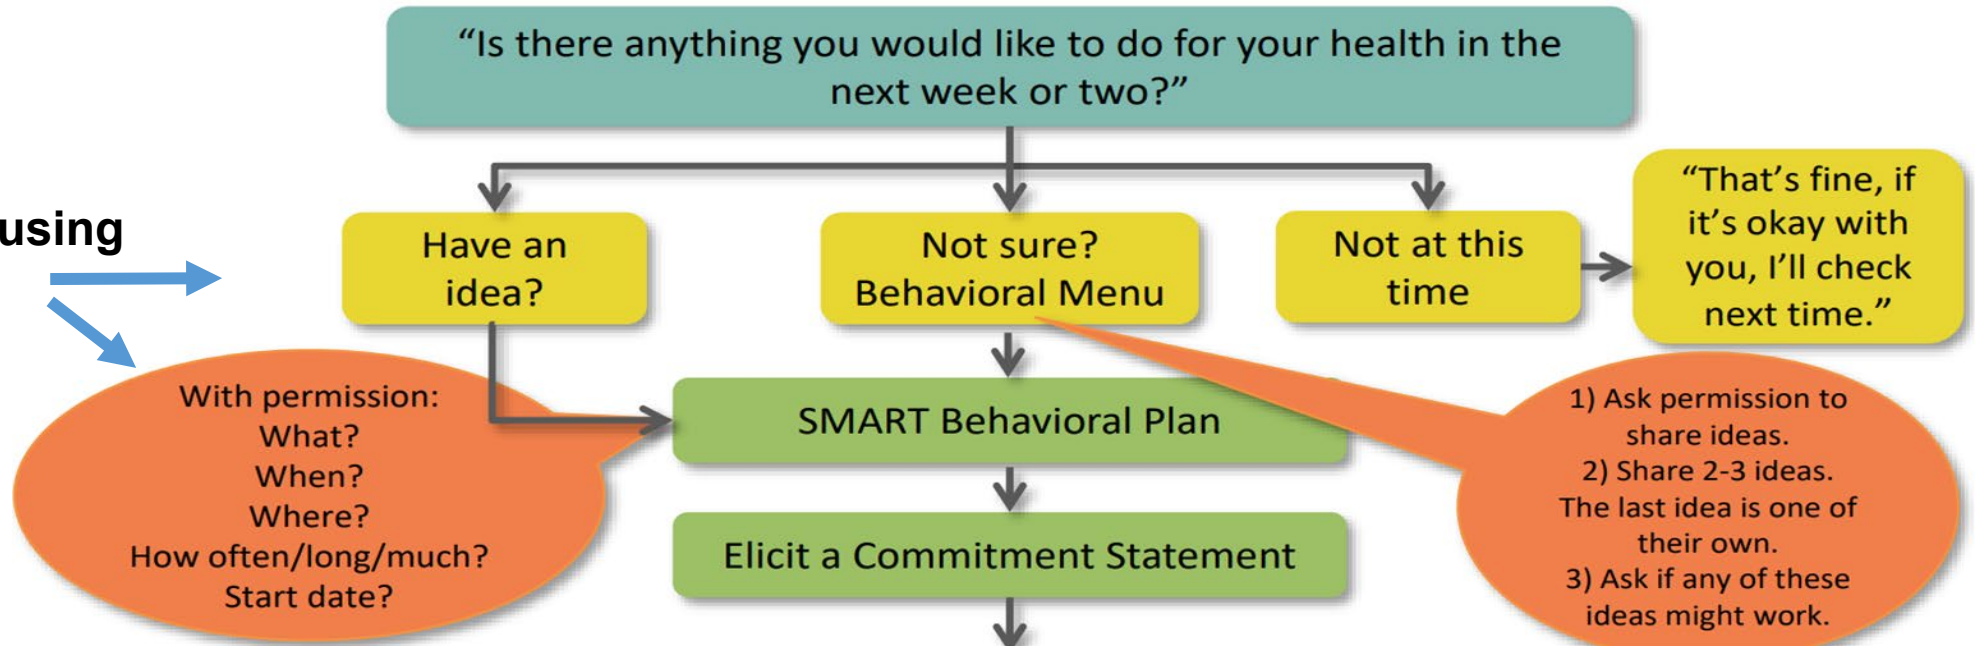 “Is there anything you would like to do for your health in the
next week or two?”
using
Have an
idea?
Not sure?
Behavioral Menu
Not at this
time
“That’s fine, if
it’s okay with
you, I’ll check
next time.”
With permission:
What?
When?
Where?
How often/long/much?
Start date?
SMART Behavioral Plan
Elicit a Commitment Statement
1) Ask permission to
share ideas.
2) Share 2-3 ideas.
The last idea is one of
their own.
3) Ask if any of these
ideas might work.